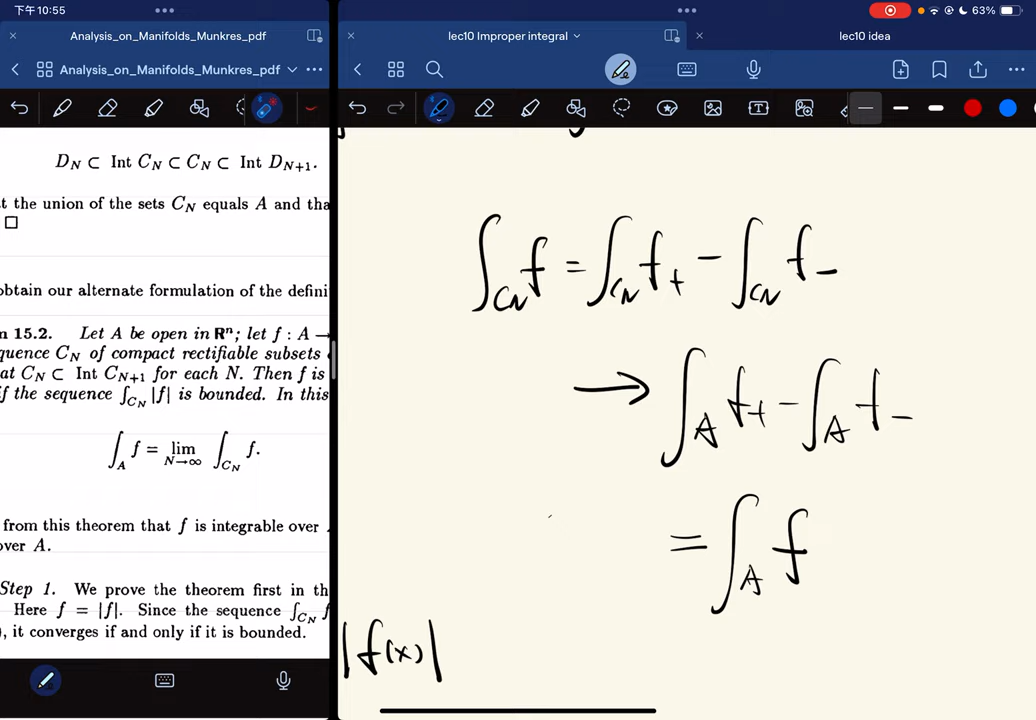 下午10:55
63%
Analysis_on_Manifolds_Munkres_pdf
lec10 Improper integral
lec10 idea
Analysis_on_Manifolds_Munkres_pdf
D_N ⊂ Int C_N ⊂ C_N ⊂ Int D_{N+1}.
t the union of the sets C_N equals A and tha
□
obtain our alternate formulation of the defini
m 15.2. Let A be open in R^n; let f : A →
quence C_N of compact rectifiable subsets
at C_N ⊂ Int C_{N+1} for each N. Then f is
f the sequence ∫_{C_N} |f| is bounded. In this
∫_A f = lim_{N→∞} ∫_{C_N} f.
from this theorem that f is integrable over
over A.
Step 1. We prove the theorem first in th
Here f = |f|. Since the sequence ∫_{C_N} f
), it converges if and only if it is bounded.
∫_{C_N} f = ∫_{C_N} f_+ − ∫_{C_N} f_−
→ ∫_A f_+ − ∫_A f_−
= ∫_A f
|f(x)|